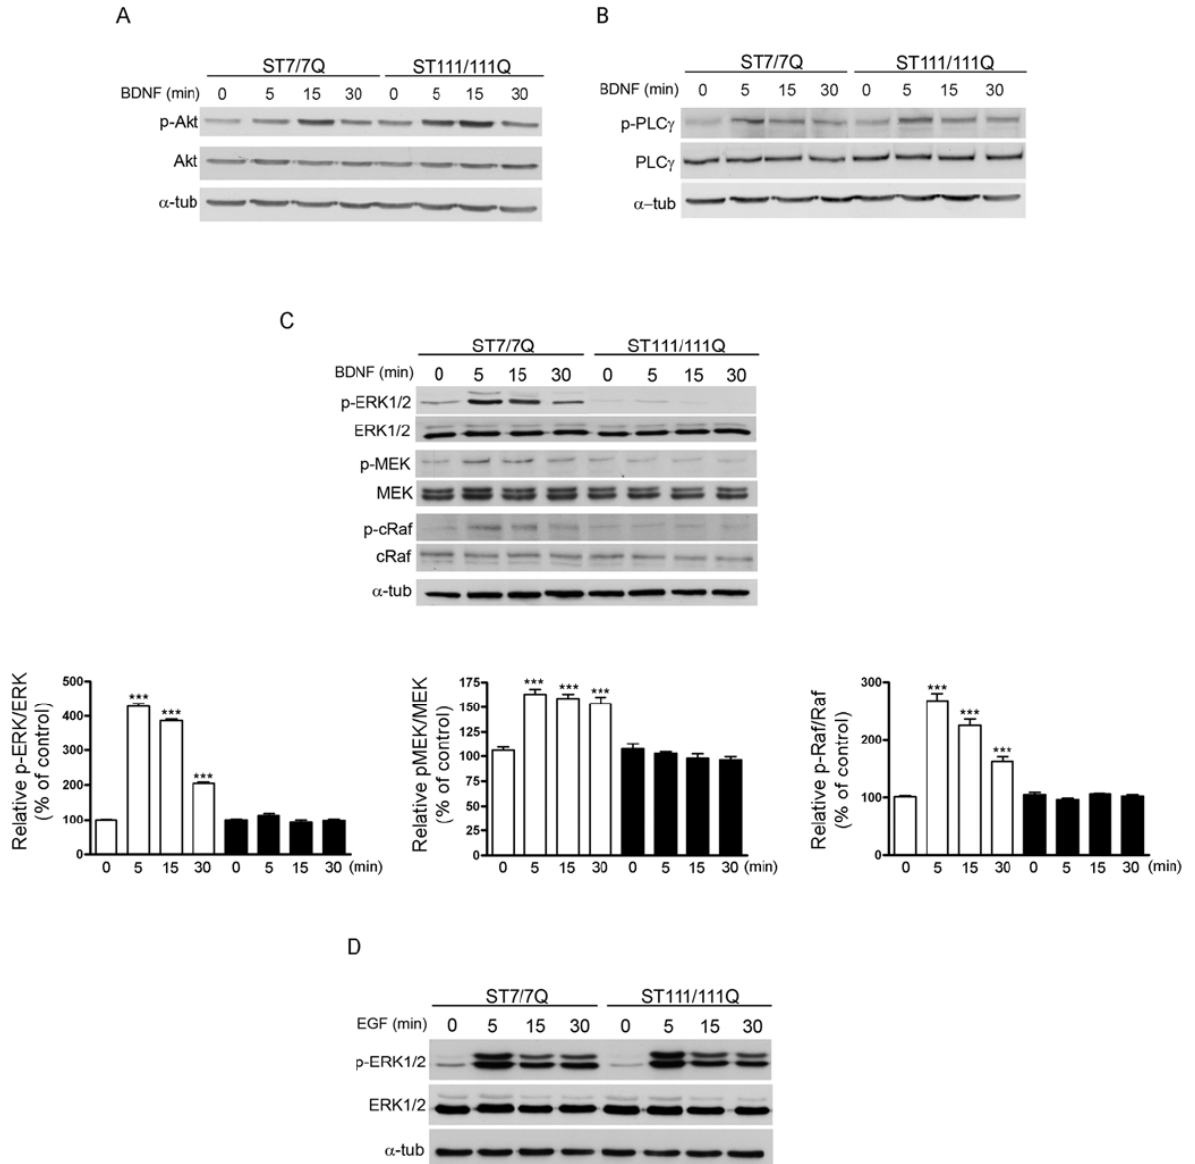 A
ST7/7Q ST111/111Q
BDNF (min) 0 5 15 30 0 5 15 30
p-Akt
Akt
α-tub
B
ST7/7Q ST111/111Q
BDNF (min) 0 5 15 30 0 5 15 30
p-PLCγ
PLCγ
α-tub
C
ST7/7Q ST111/111Q
BDNF (min) 0 5 15 30 0 5 15 30
p-ERK1/2
ERK1/2
p-MEK
MEK
p-cRaf
cRaf
α-tub
Relative p-ERK/ERK
(% of control)
500
400
300
200
100
0
*** *** ***
0 5 15 30 0 5 15 30 (min)
Relative pMEK/MEK
(% of control)
175
150
125
100
75
50
25
0
*** *** ***
0 5 15 30 0 5 15 30 (min)
Relative p-Raf/Raf
(% of control)
300
200
100
0
*** *** ***
0 5 15 30 0 5 15 30 (min)
D
ST7/7Q ST111/111Q
EGF (min) 0 5 15 30 0 5 15 30
p-ERK1/2
ERK1/2
α-tub